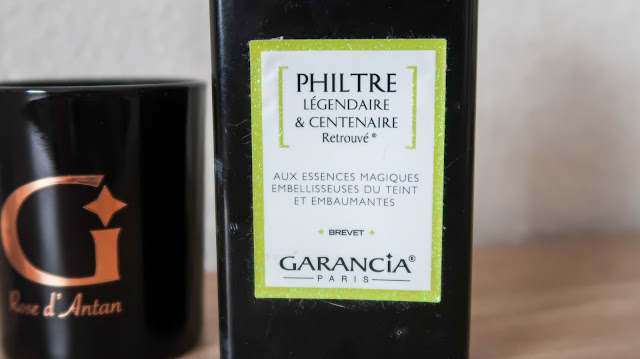 PHILTRE
LÉGENDAIRE
& CENTENAIRE
Retrouvé®
AUX ESSENCES MAGIQUES
EMBELLISSEUSES DU TEINT
ET EMBAUMANTES
BREVET
GARANCIA®
PARIS
G
Rose d'Antan